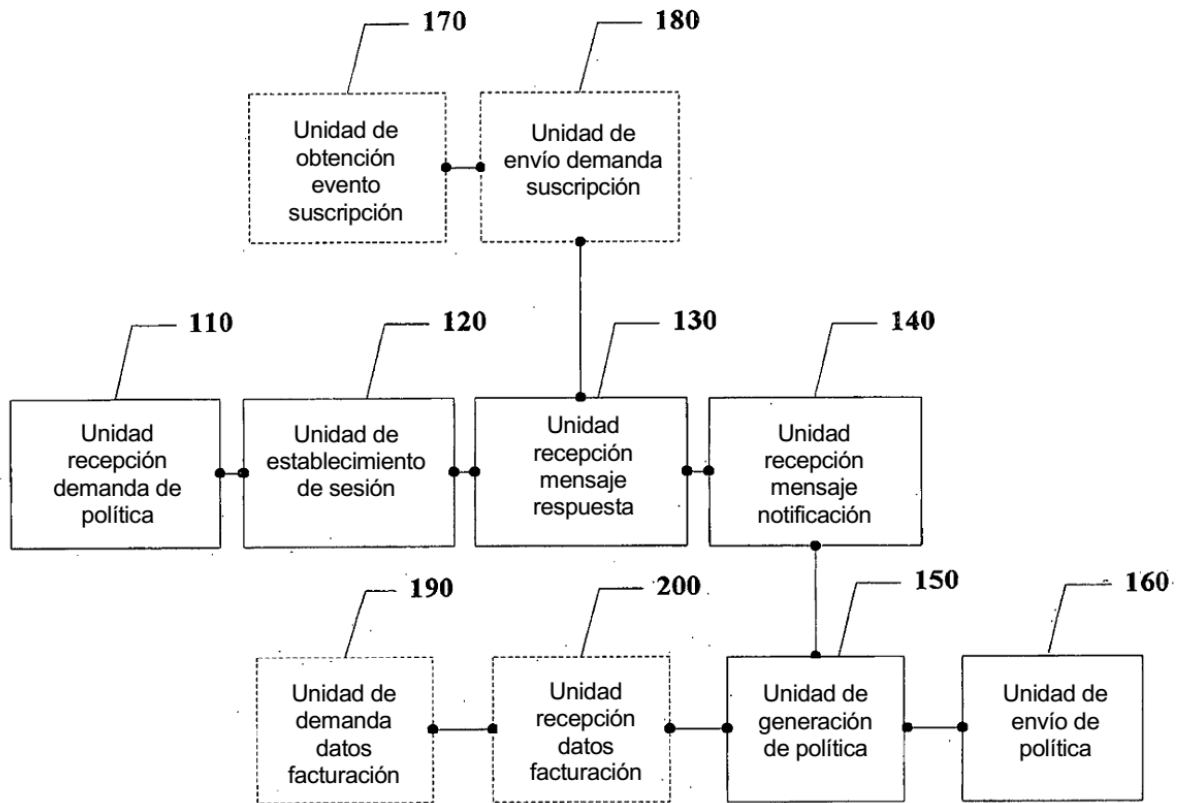 170
180
Unidad de
obtención
evento
suscripción
Unidad de
envío demanda
suscripción
110
120
130
140
Unidad
recepción
demanda de
política
Unidad de
establecimiento
de sesión
Unidad
recepción
mensaje
respuesta
Unidad
recepción
mensaje
notificación
190
200
150
160
Unidad de
demanda
datos
facturación
Unidad
recepción
datos
facturación
Unidad de
generación
de política
Unidad de
envío de
política